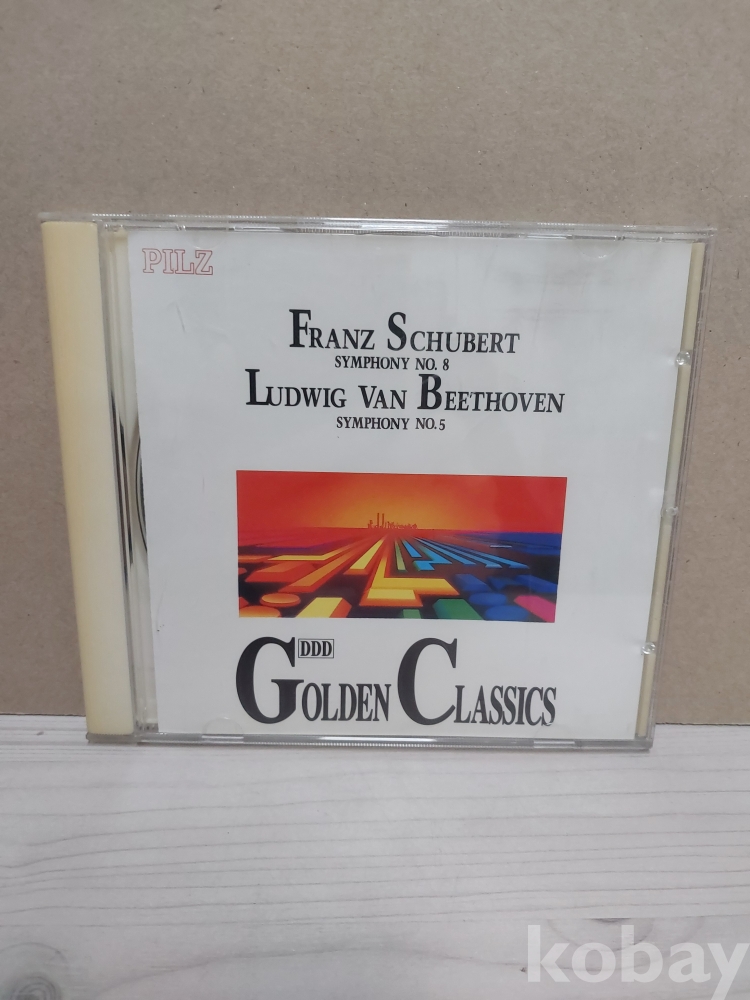 PILZ
FRANZ SCHUBERT
SYMPHONY NO. 8
LUDWIG VAN BEETHOVEN
SYMPHONY NO. 5
DDD
GOLDEN CLASSICS
kobay